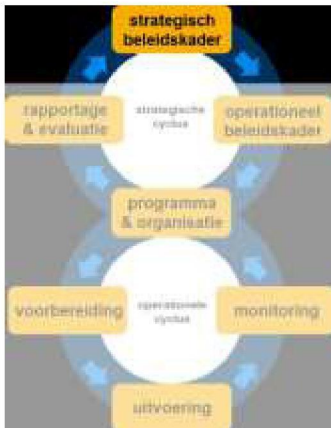 strategisch
beleidskader
rapportage
& evaluatie
strategische
cyclus
operationeel
beleidskader
programma
& organisatie
voorbereiding
operationele
cyclus
monitoring
uitvoering